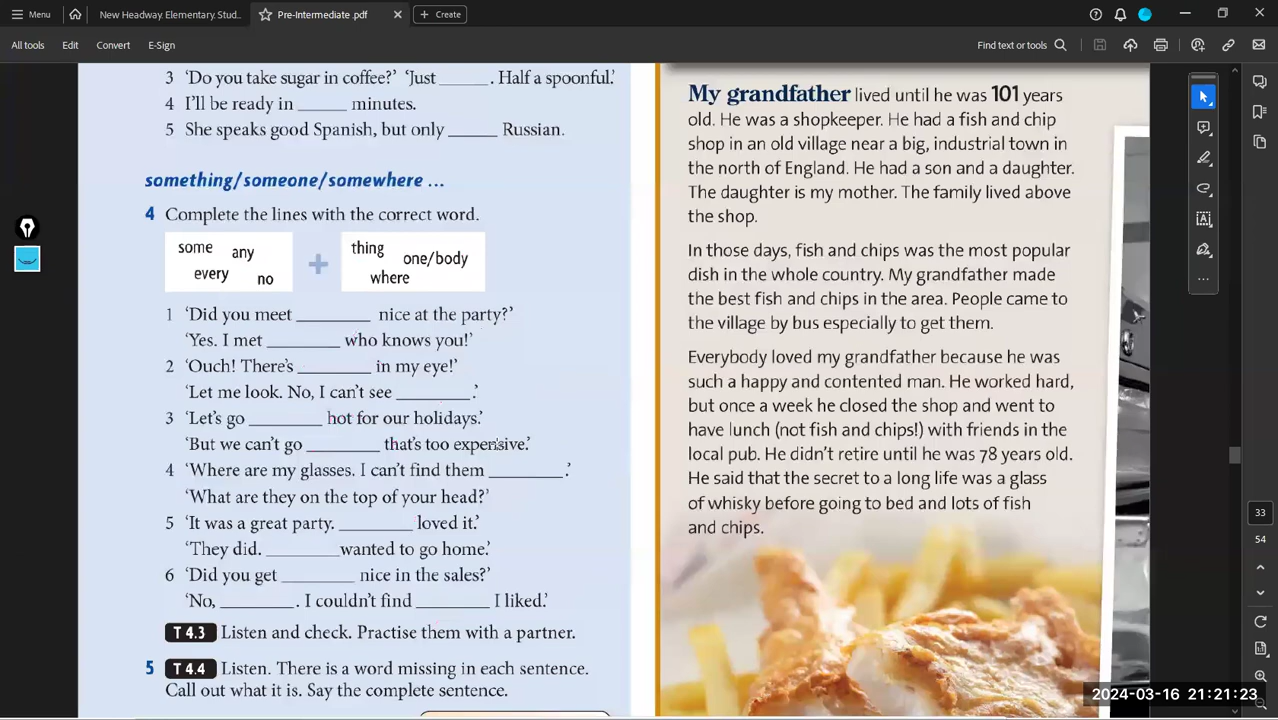 Menu
New Headway. Elementary. Stud..
Pre-Intermediate .pdf
Create
All tools
Edit
Convert
E-Sign
Find text or tools
3 'Do you take sugar in coffee?' 'Just _____. Half a spoonful.'
4 I'll be ready in _____ minutes.
5 She speaks good Spanish, but only _____ Russian.
something/someone/somewhere ...
4 Complete the lines with the correct word.
some any
every no
+
thing one/body
where
1 'Did you meet ________ nice at the party?'
'Yes. I met ________ who knows you!'
2 'Ouch! There's ________ in my eye!'
'Let me look. No, I can't see ________.'
3 'Let's go ________ hot for our holidays.'
'But we can't go ________ that's too expensive.'
4 'Where are my glasses. I can't find them ________.'
'What are they on the top of your head?'
5 'It was a great party. ________ loved it.'
'They did. ________wanted to go home.'
6 'Did you get ________ nice in the sales?'
'No, ________. I couldn't find ________ I liked.'
T 4.3 Listen and check. Practise them with a partner.
5 T 4.4 Listen. There is a word missing in each sentence.
Call out what it is. Say the complete sentence.
My grandfather lived until he was 101 years
old. He was a shopkeeper. He had a fish and chip
shop in an old village near a big, industrial town in
the north of England. He had a son and a daughter.
The daughter is my mother. The family lived above
the shop.
In those days, fish and chips was the most popular
dish in the whole country. My grandfather made
the best fish and chips in the area. People came to
the village by bus especially to get them.
Everybody loved my grandfather because he was
such a happy and contented man. He worked hard,
but once a week he closed the shop and went to
have lunch (not fish and chips!) with friends in the
local pub. He didn't retire until he was 78 years old.
He said that the secret to a long life was a glass
of whisky before going to bed and lots of fish
and chips.
33
54
2024-03-16 21:21:23